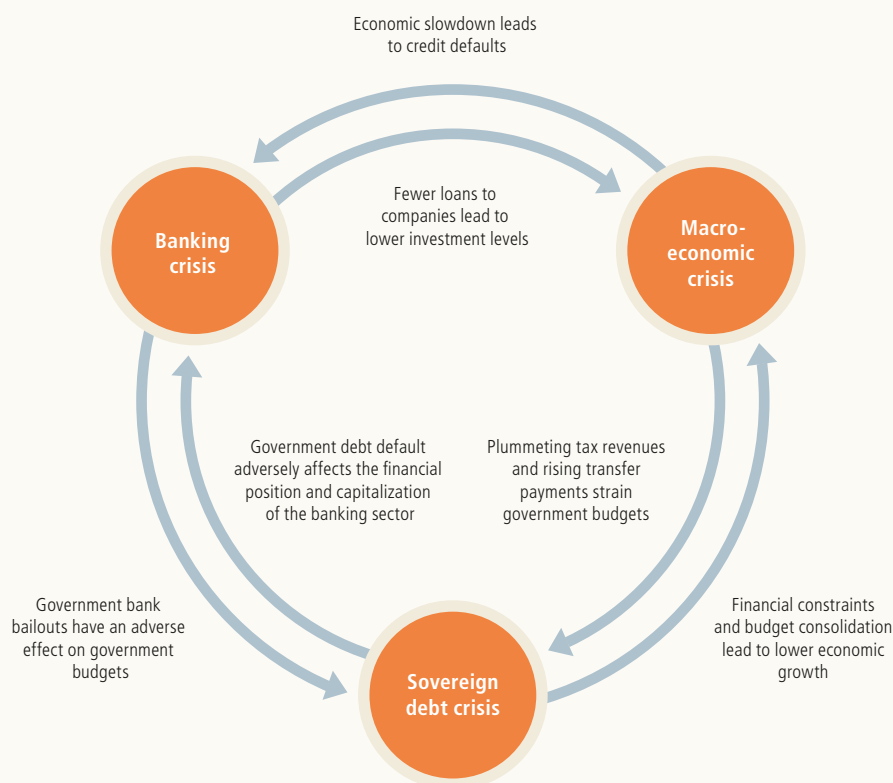 Economic slowdown leads
to credit defaults
Fewer loans to
companies lead to
lower investment levels
Banking
crisis
Macro-
economic
crisis
Government debt default
adversely affects the financial
position and capitalization
of the banking sector
Plummeting tax revenues
and rising transfer
payments strain
government budgets
Government bank
bailouts have an adverse
effect on government
budgets
Financial constraints
and budget consolidation
lead to lower economic
growth
Sovereign
debt crisis